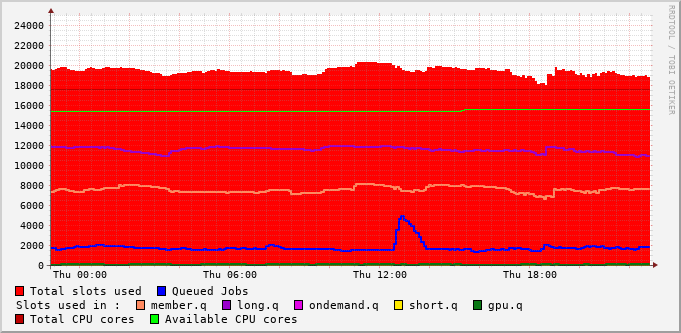 24000
22000
20000
18000
16000
14000
12000
10000
8000
6000
4000
2000
0
Thu 00:00 Thu 06:00 Thu 12:00 Thu 18:00
Total slots used Queued Jobs
Slots used in : member.q long.q ondemand.q short.q gpu.q
Total CPU cores Available CPU cores
RRDTOOL / TOBI OETIKER